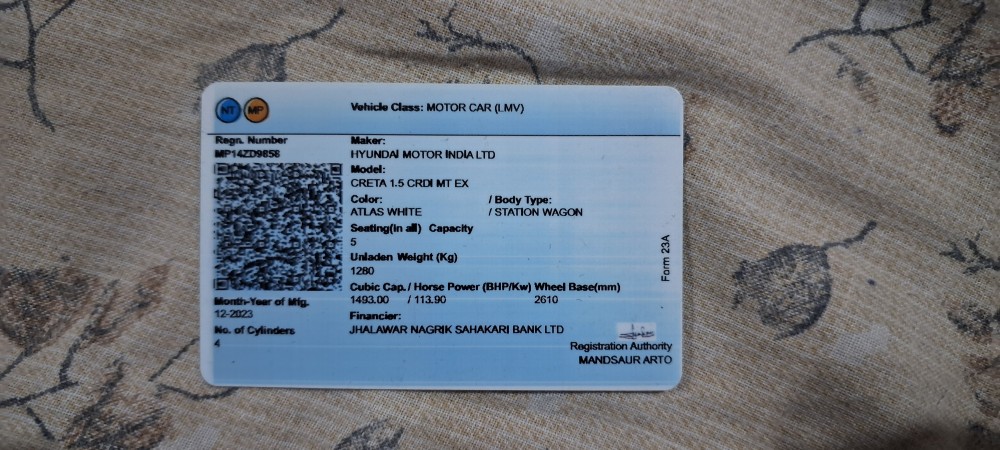 NT MP
Vehicle Class: MOTOR CAR (LMV)
Regn. Number
MP14ZD9858
Maker:
HYUNDAI MOTOR INDIA LTD
Model:
CRETA 1.5 CRDI MT EX
Color: / Body Type:
ATLAS WHITE / STATION WAGON
Seating(in all) Capacity
5
Unladen Weight (Kg)
1280
Cubic Cap. / Horse Power (BHP/Kw) Wheel Base(mm)
1493.00 / 113.90 2610
Month-Year of Mfg.
12-2023
Financier:
JHALAWAR NAGRIK SAHAKARI BANK LTD
No. of Cylinders
4
Form 23A
Registration Authority
MANDSAUR ARTO